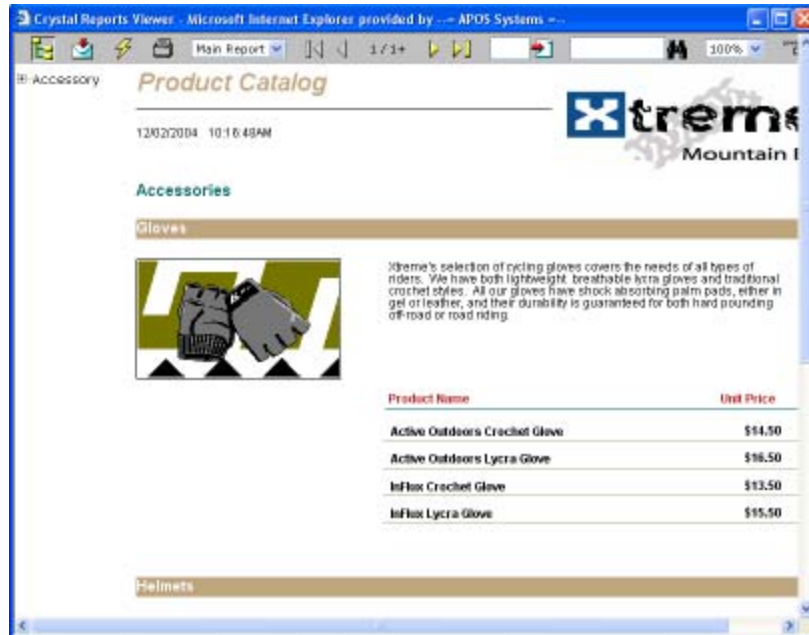 Crystal Reports Viewer - Microsoft Internet Explorer provided by --= APOS Systems =--
Main Report
1 / 1+
100%
Accessory
Product Catalog
12/02/2004 10:16:48AM
Xtreme
Mountain
Accessories
Gloves
Xtreme's selection of cycling gloves covers the needs of all types of
riders. We have both lightweight, breathable lycra gloves and traditional
crochet styles. All our gloves have shock absorbing palm pads, either in
gel or leather, and their durability is guaranteed for both hard pounding
off-road or road riding.
Product Name Unit Price
Active Outdoors Crochet Glove $14.50
Active Outdoors Lycra Glove $16.50
InFlux Crochet Glove $13.50
InFlux Lycra Glove $15.50
Helmets